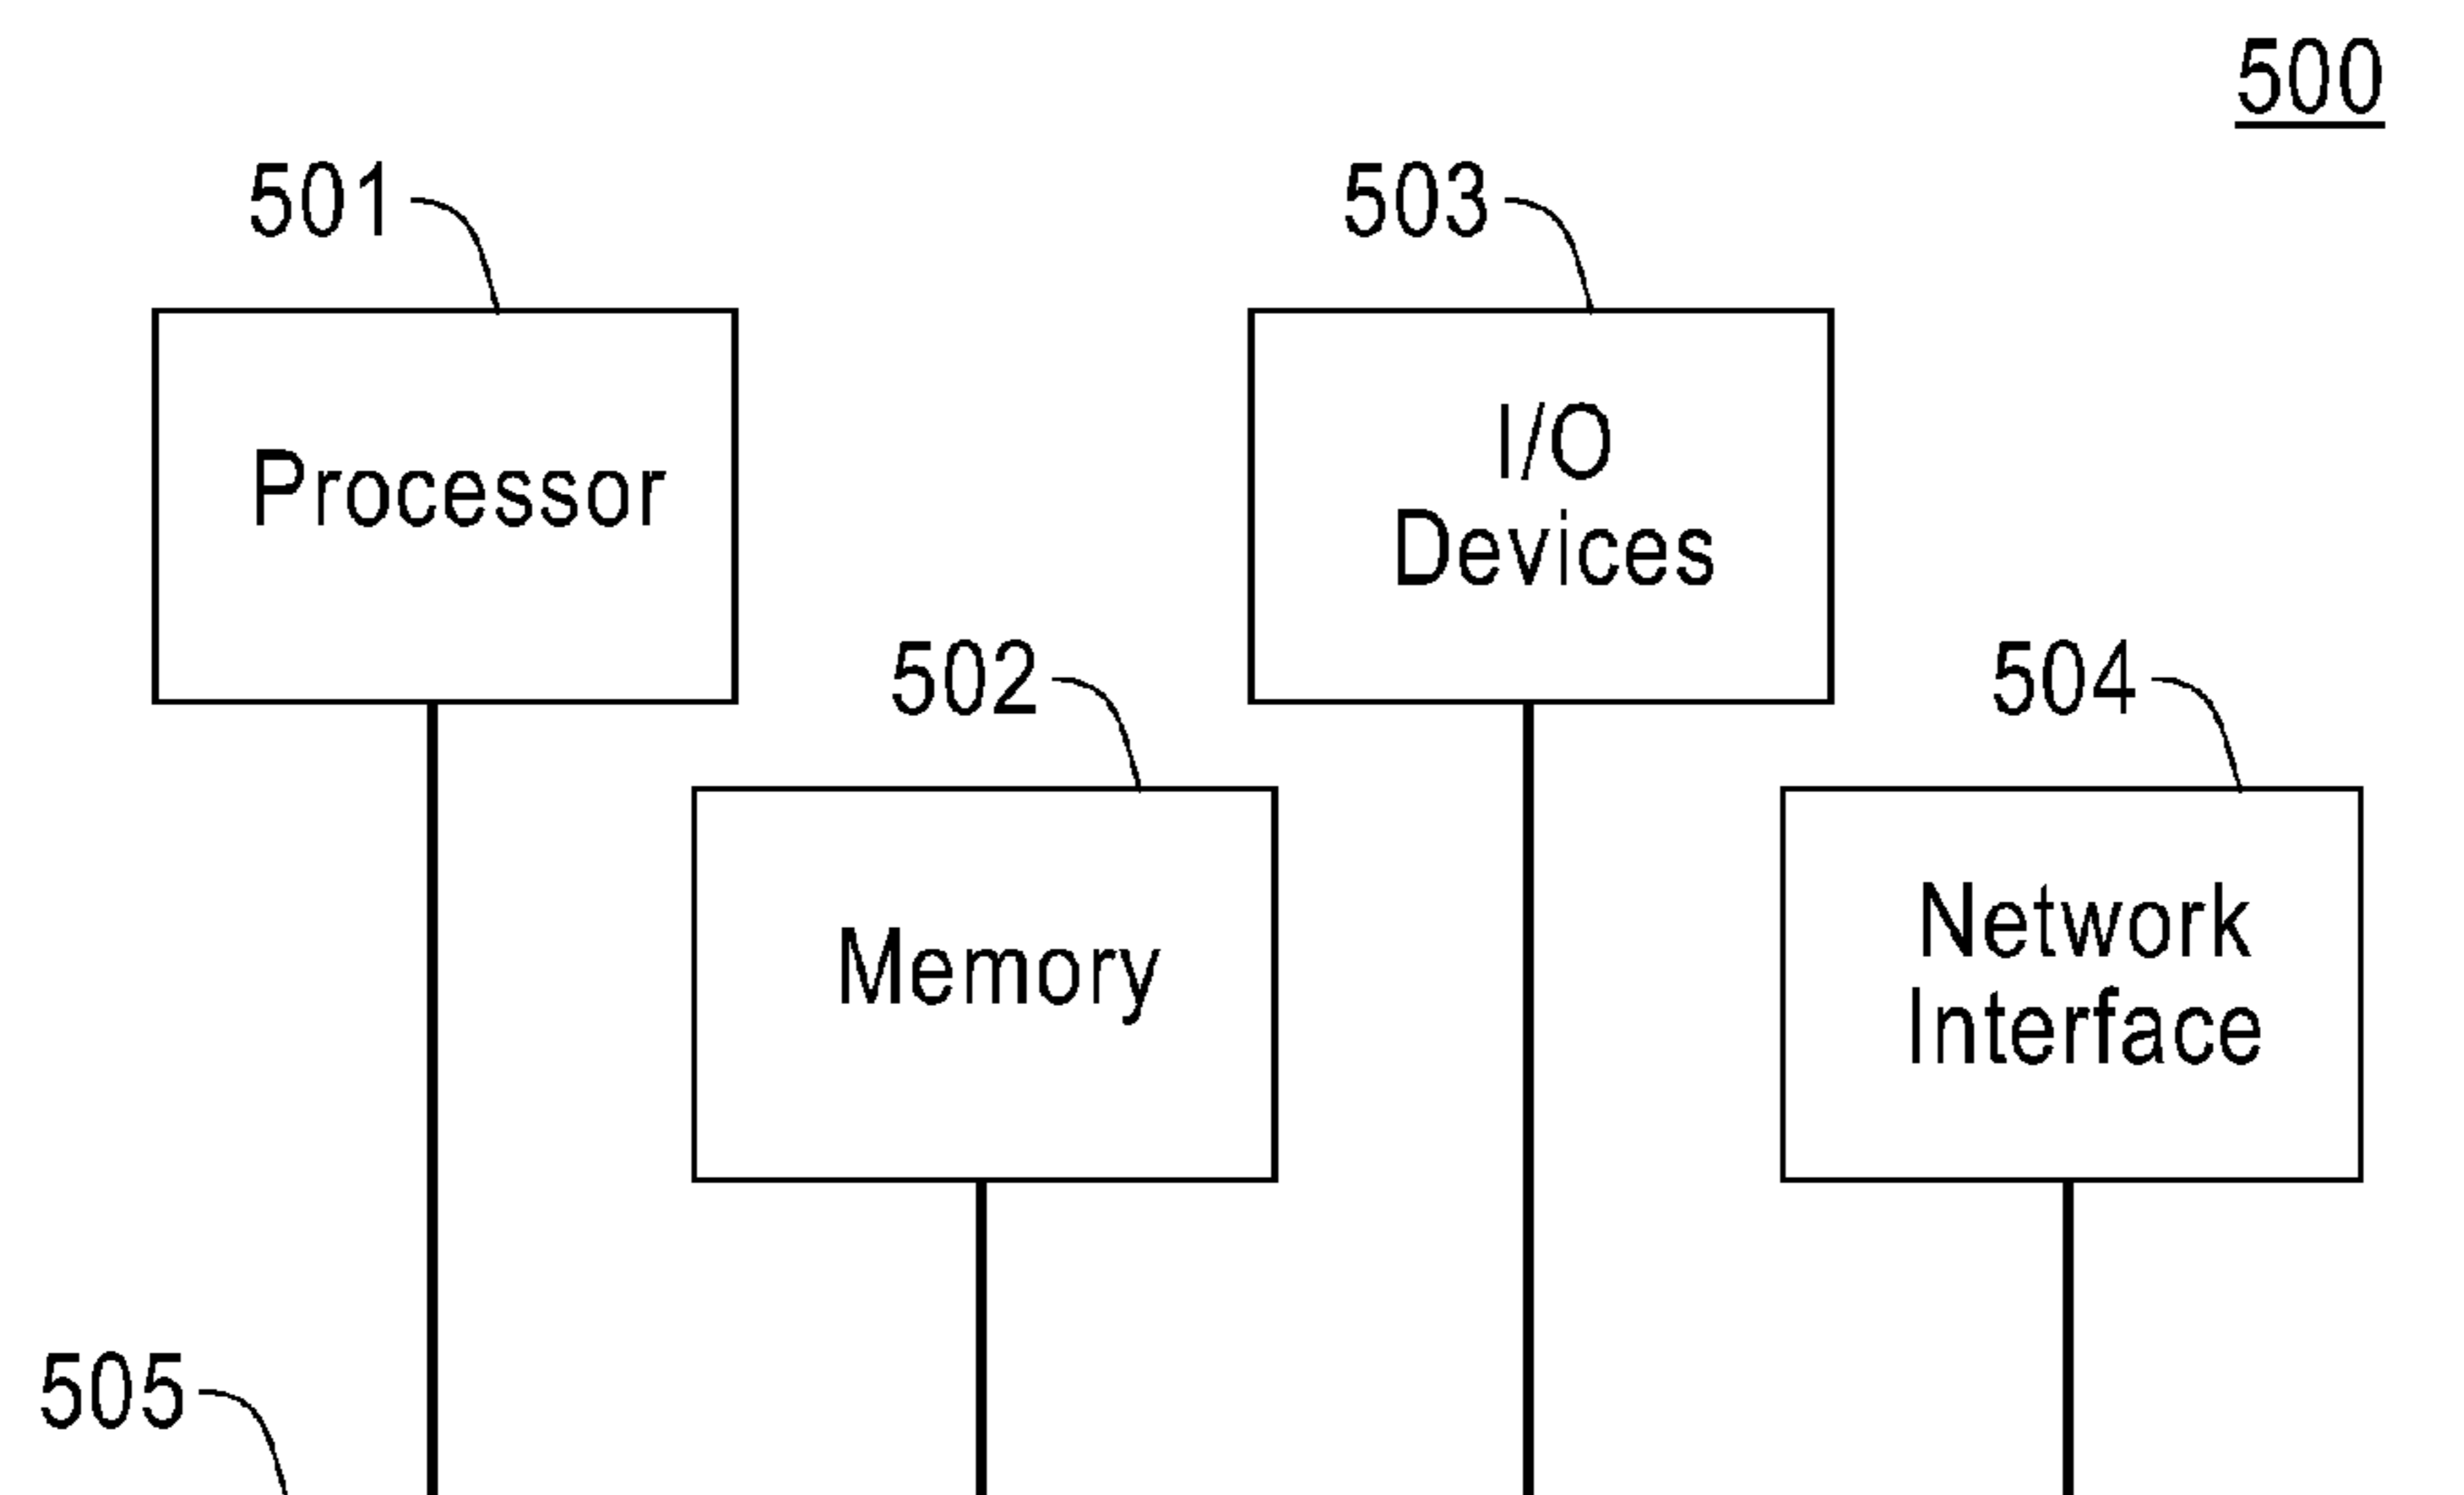 500
501
503
Processor
I/O
Devices
502
504
Memory
Network
Interface
505